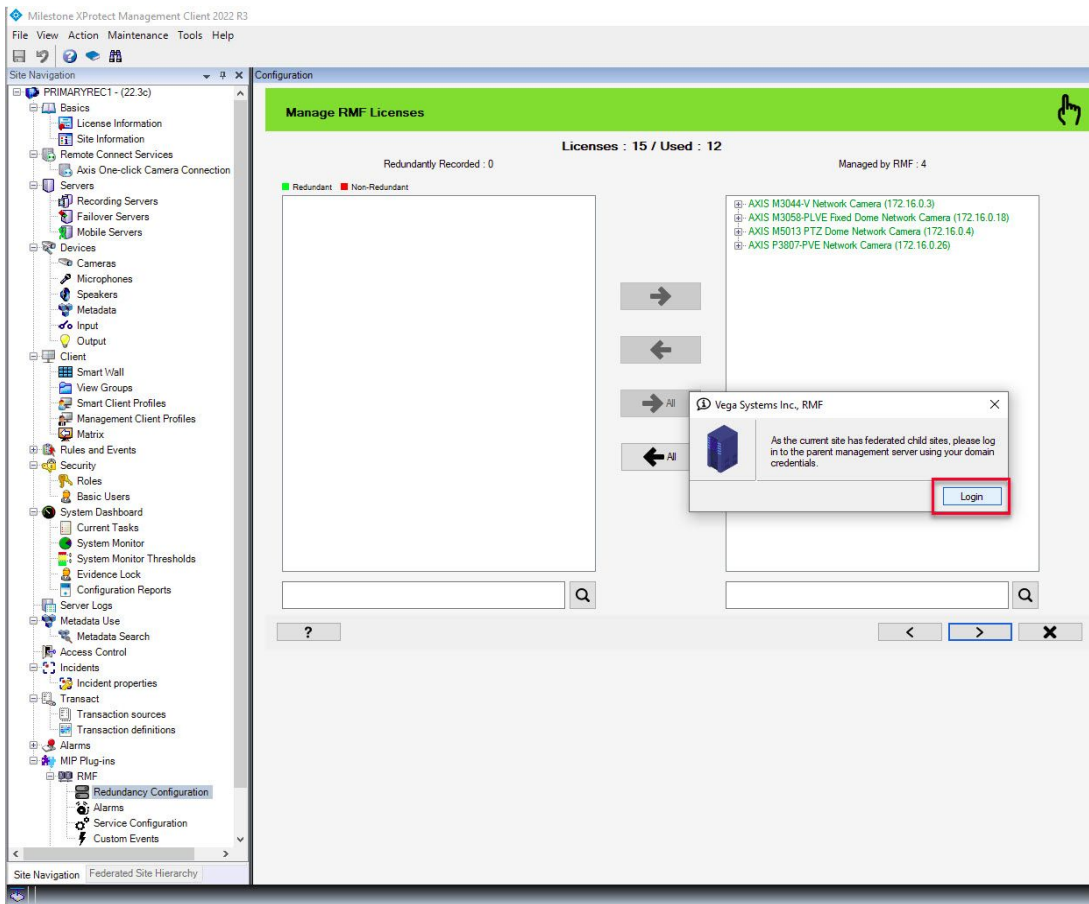 Milestone XProtect Management Client 2022 R3
File View Action Maintenance Tools Help
Site Navigation
PRIMARYREC1 - (22.3c)
Basics
License Information
Site Information
Remote Connect Services
Axis One-click Camera Connection
Servers
Recording Servers
Failover Servers
Mobile Servers
Devices
Cameras
Microphones
Speakers
Metadata
Input
Output
Client
Smart Wall
View Groups
Smart Client Profiles
Management Client Profiles
Matrix
Rules and Events
Security
Roles
Basic Users
System Dashboard
Current Tasks
System Monitor
System Monitor Thresholds
Evidence Lock
Configuration Reports
Server Logs
Metadata Use
Metadata Search
Access Control
Incidents
Incident properties
Transact
Transaction sources
Transaction definitions
Alarms
MIP Plug-ins
RMF
Redundancy Configuration
Alarms
Service Configuration
Custom Events
Site Navigation Federated Site Hierarchy
Configuration
Manage RMF Licenses
Licenses : 15 / Used : 12
Redundantly Recorded : 0
Managed by RMF : 4
Redundant Non-Redundant
AXIS M3044-V Network Camera (172.16.0.3)
AXIS M3058-PLVE Fixed Dome Network Camera (172.16.0.18)
AXIS M5013 PTZ Dome Network Camera (172.16.0.4)
AXIS P3807-PVE Network Camera (172.16.0.26)
All
All
Vega Systems Inc., RMF
As the current site has federated child sites, please log
in to the parent management server using your domain
credentials.
Login
?
< >